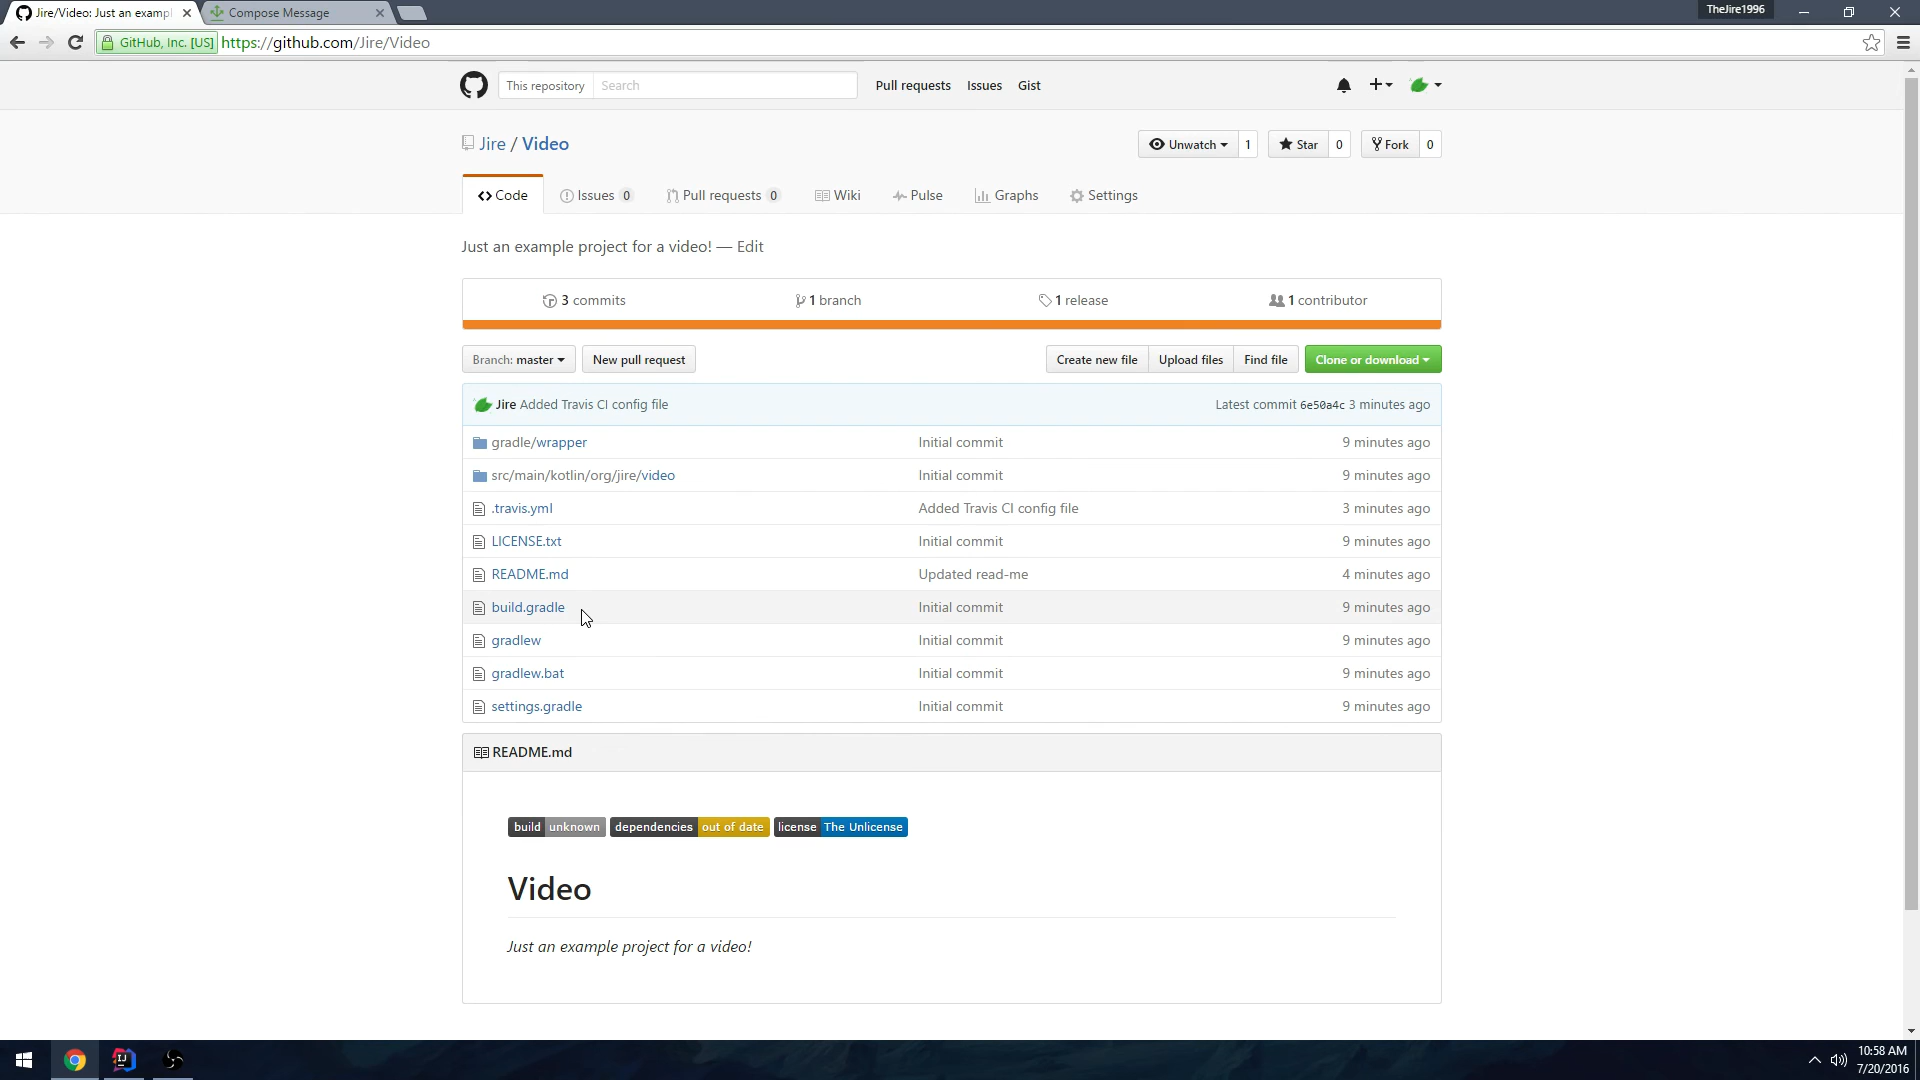 Jire/Video: Just an exampl
Compose Message
TheJire1996
GitHub, Inc. [US] https://github.com/Jire/Video
This repository Search Pull requests Issues Gist
Jire / Video Unwatch 1 Star 0 Fork 0
Code Issues 0 Pull requests 0 Wiki Pulse Graphs Settings
Just an example project for a video! — Edit
3 commits 1 branch 1 release 1 contributor
Branch: master New pull request Create new file Upload files Find file Clone or download
Jire Added Travis CI config file Latest commit 6e50a4c 3 minutes ago
gradle/wrapper Initial commit 9 minutes ago
src/main/kotlin/org/jire/video Initial commit 9 minutes ago
.travis.yml Added Travis CI config file 3 minutes ago
LICENSE.txt Initial commit 9 minutes ago
README.md Updated read-me 4 minutes ago
build.gradle Initial commit 9 minutes ago
gradlew Initial commit 9 minutes ago
gradlew.bat Initial commit 9 minutes ago
settings.gradle Initial commit 9 minutes ago
README.md
build unknown dependencies out of date license The Unlicense
Video
Just an example project for a video!
10:58 AM
7/20/2016